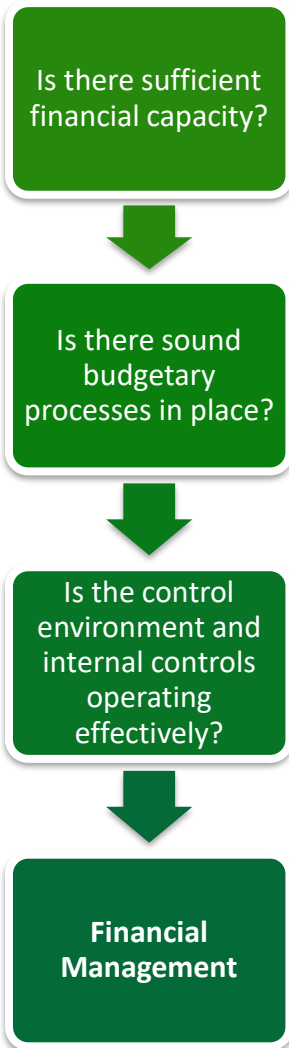 Is there sufficient
financial capacity?
Is there sound
budgetary
processes in place?
Is the control
environment and
internal controls
operating
effectively?
Financial
Management